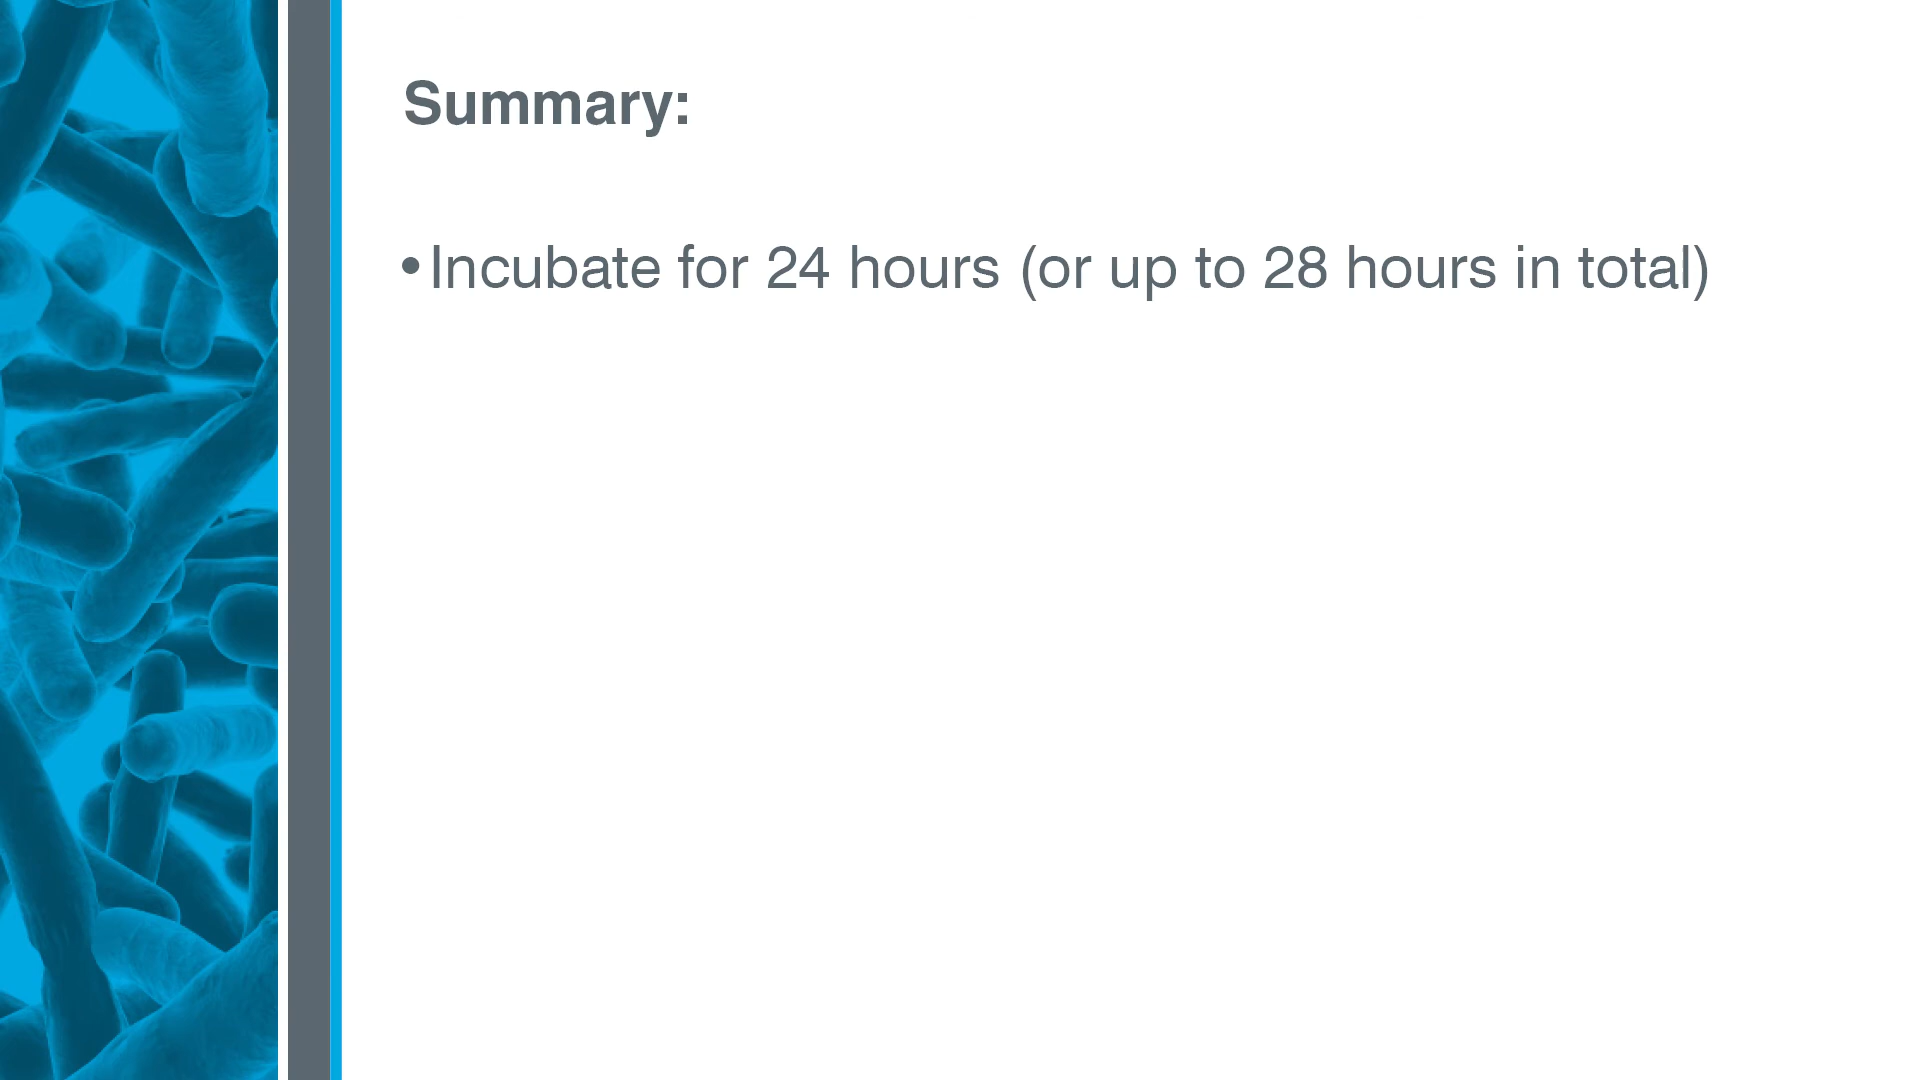 Summary:
•Incubate for 24 hours (or up to 28 hours in total)